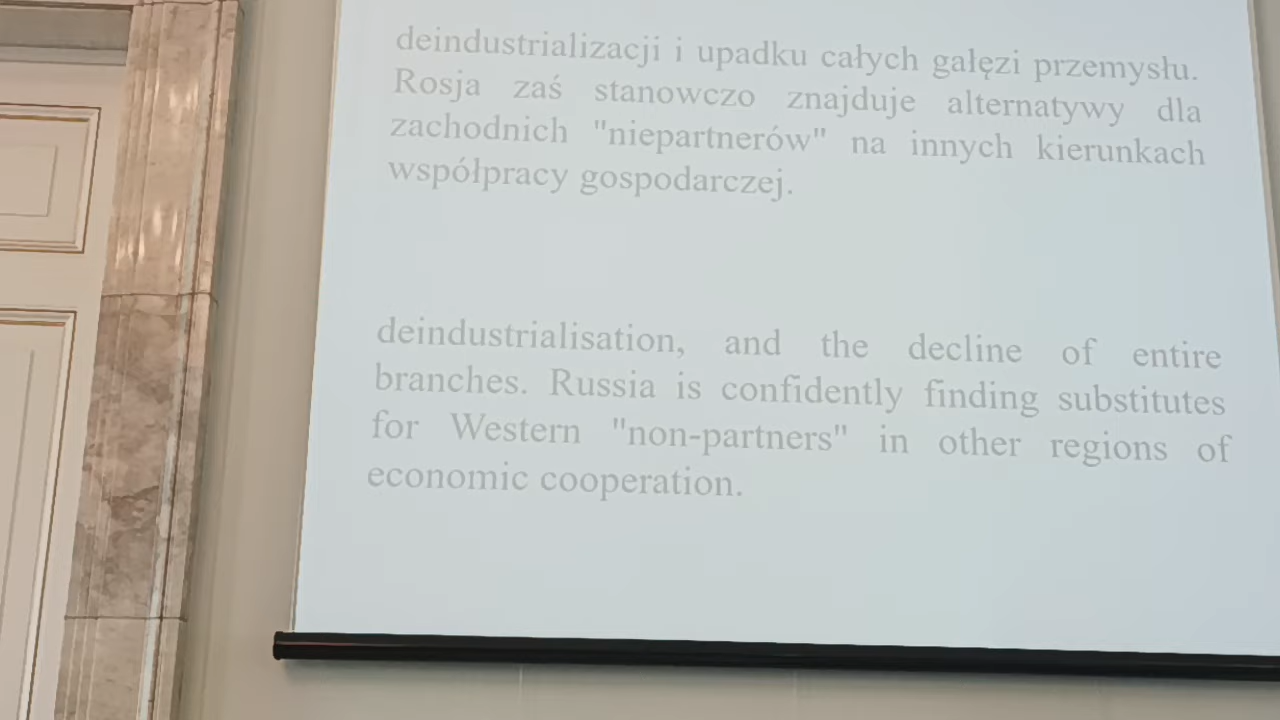 deindustrializacji i upadku całych gałęzi przemysłu.
Rosja zaś stanowczo znajduje alternatywy dla
zachodnich "niepartnerów" na innych kierunkach
współpracy gospodarczej.
deindustrialisation, and the decline of entire
branches. Russia is confidently finding substitutes
for Western "non-partners" in other regions of
economic cooperation.